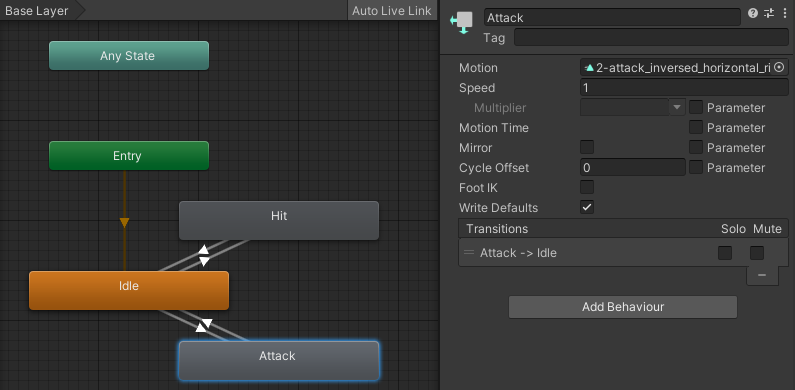 Base Layer
Auto Live Link
Any State
Entry
Hit
Idle
Attack
Attack
Tag
Motion
2-attack_inversed_horizontal_ri
Speed
1
Multiplier
Parameter
Motion Time
Parameter
Mirror
Parameter
Cycle Offset
0
Parameter
Foot IK
Write Defaults
Transitions
Solo
Mute
Attack -> Idle
Add Behaviour